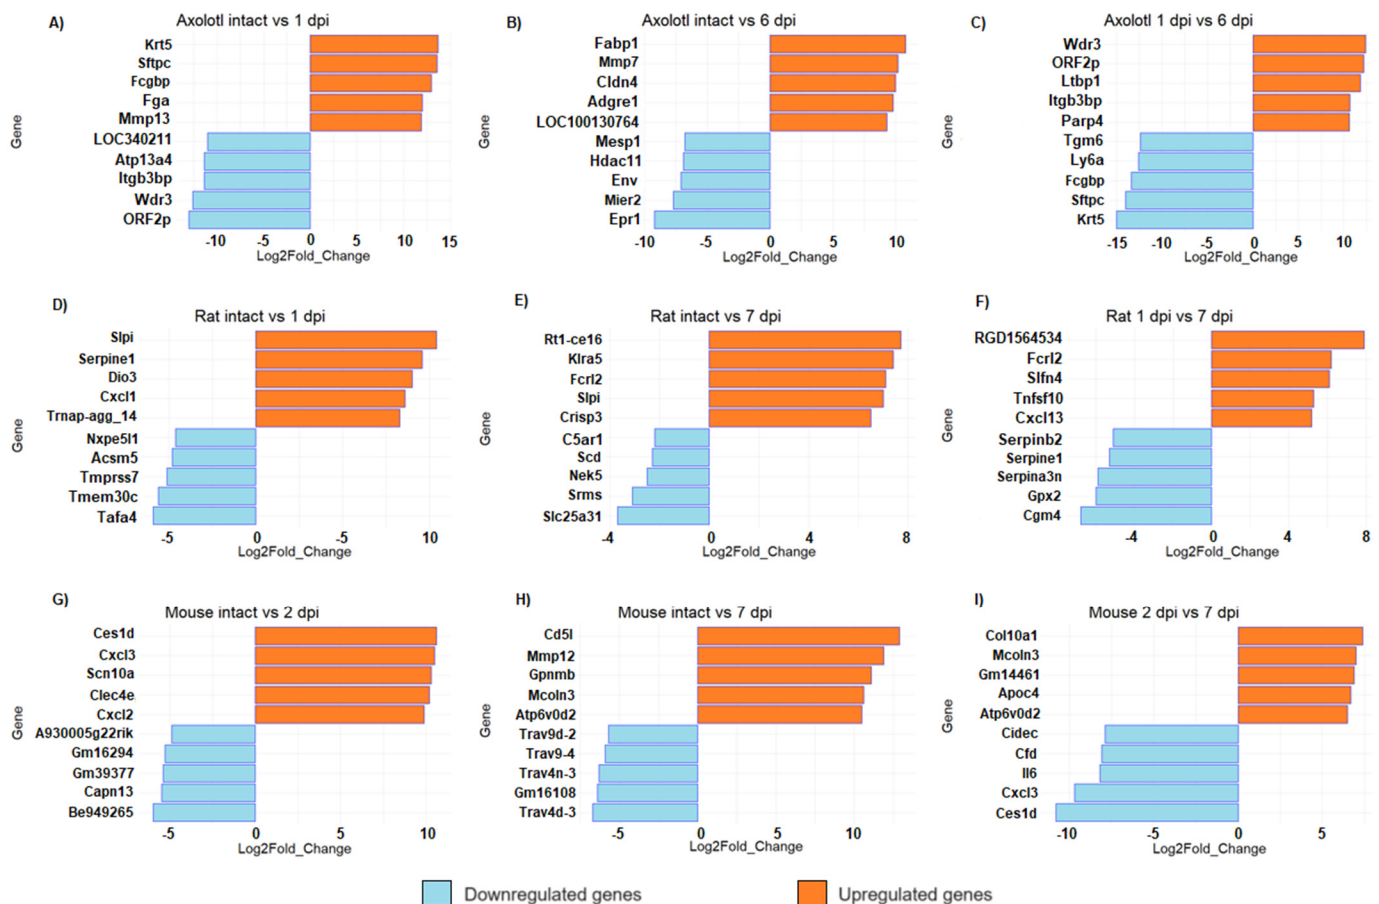 A)
Axolotl intact vs 1 dpi
Gene
Krt5
Sftpc
Fcgbp
Fga
Mmp13
LOC340211
Atp13a4
Itgb3bp
Wdr3
ORF2p
-10 -5 0 5 10 15
Log2Fold_Change
B)
Axolotl intact vs 6 dpi
Gene
Fabp1
Mmp7
Cldn4
Adgre1
LOC100130764
Mesp1
Hdac11
Env
Mier2
Epr1
-10 -5 0 5 10
Log2Fold_Change
C)
Axolotl 1 dpi vs 6 dpi
Gene
Wdr3
ORF2p
Ltbp1
Itgb3bp
Parp4
Tgm6
Ly6a
Fcgbp
Sftpc
Krt5
-15 -10 -5 0 5 10
Log2Fold_Change
D)
Rat intact vs 1 dpi
Gene
Slpi
Serpine1
Dio3
Cxcl1
Trnap-agg_14
Nxpe5l1
Acsm5
Tmprss7
Tmem30c
Tafa4
-5 0 -5 10
Log2Fold_Change
E)
Rat intact vs 7 dpi
Gene
Rt1-ce16
Klra5
Fcrl2
Slpi
Crisp3
C5ar1
Scd
Nek5
Srms
Slc25a31
-4 0 4 8
Log2Fold_Change
F)
Rat 1 dpi vs 7 dpi
Gene
RGD1564534
Fcrl2
Slfn4
Tnfsf10
Cxcl13
Serpinb2
Serpine1
Serpina3n
Gpx2
Cgm4
-4 0 4 8
Log2Fold_Change
G)
Mouse intact vs 2 dpi
Gene
Ces1d
Cxcl3
Scn10a
Clec4e
Cxcl2
A930005g22rik
Gm16294
Gm39377
Capn13
Be949265
-5 0 5 10
Log2Fold_Change
H)
Mouse intact vs 7 dpi
Gene
Cd5l
Mmp12
Gpnmb
Mcoln3
Atp6v0d2
Trav9d-2
Trav9-4
Trav4n-3
Gm16108
Trav4d-3
-5 0 5 10
Log2Fold_Change
I)
Mouse 2 dpi vs 7 dpi
Gene
Col10a1
Mcoln3
Gm14461
Apoc4
Atp6v0d2
Cidec
Cfd
Il6
Cxcl3
Ces1d
-10 -5 0 5
Log2Fold_Change
Downregulated genes
Upregulated genes